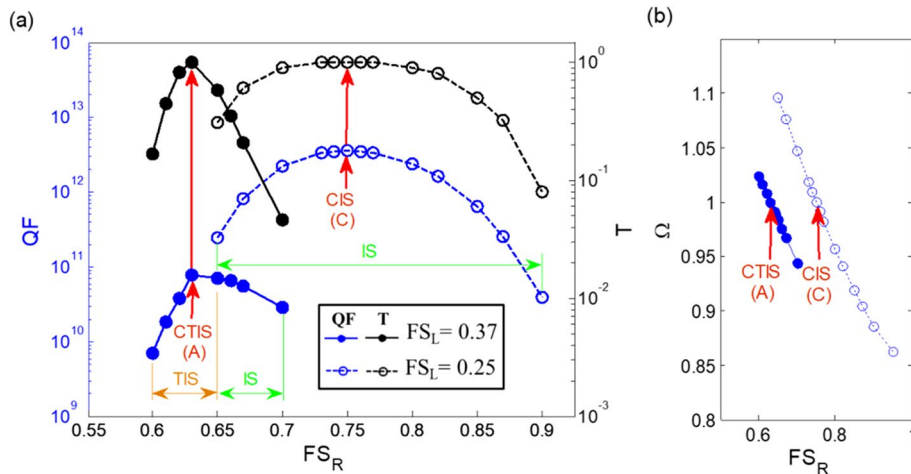 (a)
QF
10^14
10^13
10^12
10^11
10^10
10^9
0.55 0.6 0.65 0.7 0.75 0.8 0.85 0.9
FS_R
T
10^0
10^-1
10^-2
10^-3
CTIS
(A)
CIS
(C)
IS
TIS
IS
QF T
FS_L = 0.37
FS_L = 0.25
(b)
Ω
1.1
1.05
1
0.95
0.9
0.85
0.8
0.6 0.8 1
FS_R
CTIS
(A)
CIS
(C)